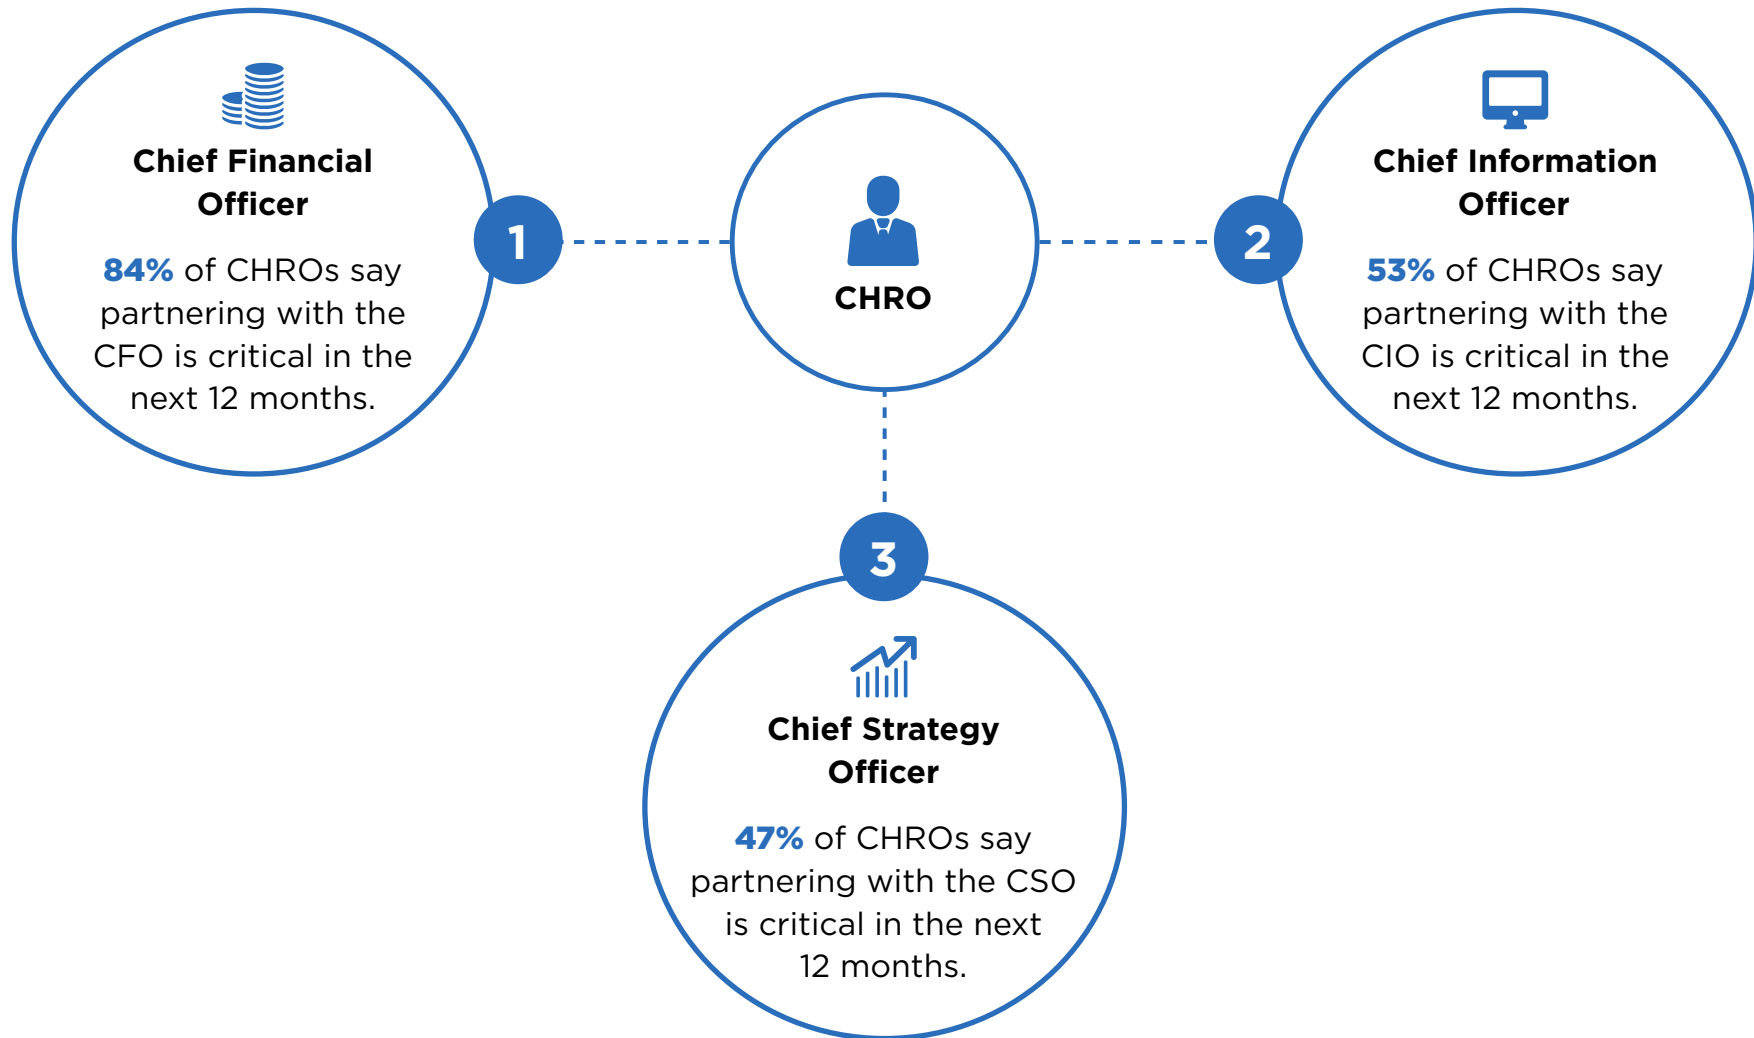 Chief Financial
Officer
84% of CHROs say
partnering with the
CFO is critical in the
next 12 months.
1
CHRO
2
Chief Information
Officer
53% of CHROs say
partnering with the
CIO is critical in the
next 12 months.
3
Chief Strategy
Officer
47% of CHROs say
partnering with the CSO
is critical in the next
12 months.